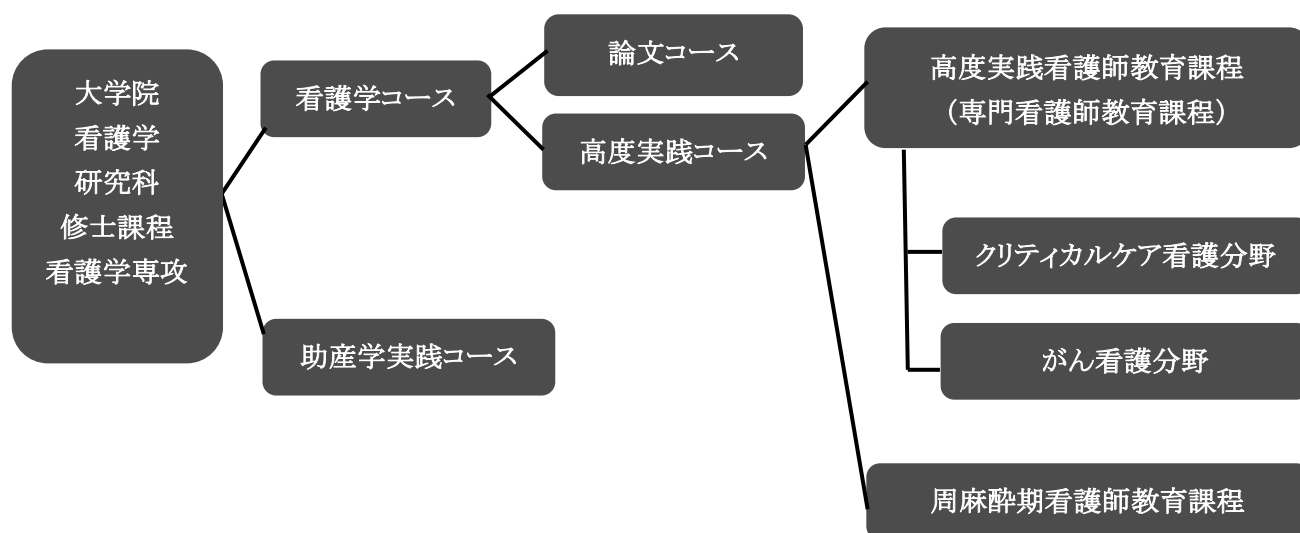 大学院
看護学
研究科
修士課程
看護学専攻
看護学コース
助産学実践コース
論文コース
高度実践コース
高度実践看護師教育課程
（専門看護師教育課程）
クリティカルケア看護分野
がん看護分野
周麻酔期看護師教育課程